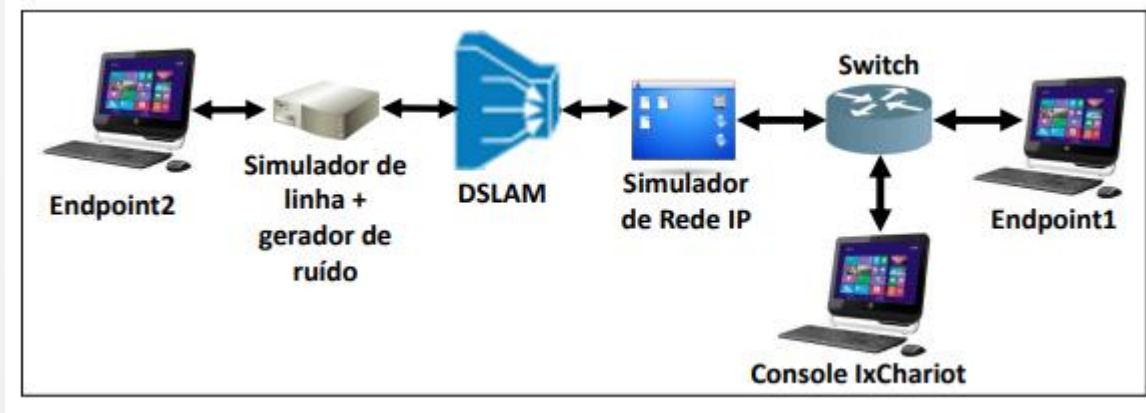 Endpoint2
Simulador de
linha +
gerador de
ruído
DSLAM
Simulador
de Rede IP
Switch
Endpoint1
Console IxChariot